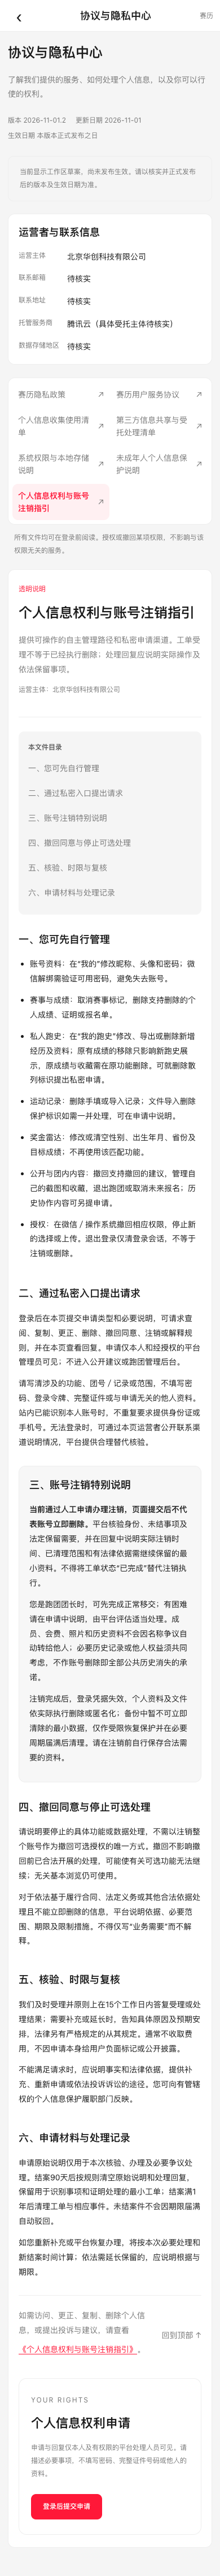 ‹ 协议与隐私中心 赛历
协议与隐私中心
了解我们提供的服务、如何处理个人信息，以及你可以行
使的权利。
版本 2026-11-01.2 更新日期 2026-11-01
生效日期 本版本正式发布之日
当前显示工作区草案，尚未发布生效。请以核实并正式发布
后的版本及生效日期为准。
运营者与联系信息
运营主体 北京华创科技有限公司
联系邮箱 待核实
联系地址 待核实
托管服务商 腾讯云（具体受托主体待核实）
数据存储地区 待核实
赛历隐私政策 ↗ 赛历用户服务协议 ↗
个人信息收集使用清
单 ↗
第三方信息共享与受
托处理清单 ↗
系统权限与本地存储
说明 ↗
未成年人个人信息保
护说明 ↗
个人信息权利与账号
注销指引 ↗
所有文件均可在登录前阅读。授权或撤回某项权限，不影响与该
权限无关的服务。
透明说明
个人信息权利与账号注销指引
提供可操作的自主管理路径和私密申请渠道。工单受
理不等于已经执行删除；处理回复应说明实际操作及
依法保留事项。
运营主体：北京华创科技有限公司
本文件目录
一、您可先自行管理
二、通过私密入口提出请求
三、账号注销特别说明
四、撤回同意与停止可选处理
五、核验、时限与复核
六、申请材料与处理记录
一、您可先自行管理
• 账号资料：在“我的”修改昵称、头像和密码；微
信解绑需验证可用密码，避免失去账号。
• 赛事与成绩：取消赛事标记，删除支持删除的个
人成绩、证明或报名单。
• 私人跑史：在“我的跑史”修改、导出或删除新增
经历及资料；原有成绩的移除只影响新跑史展
示，原成绩与收藏需在原功能删除。可就删除散
列标识提出私密申请。
• 运动记录：删除手填或导入记录；文件导入删除
保护标识如需一并处理，可在申请中说明。
• 奖金雷达：修改或清空性别、出生年月、省份及
目标成绩；不再使用该匹配功能。
• 公开与团内内容：撤回支持撤回的建议，管理自
己的截图和收藏，退出跑团或取消未来报名；历
史协作内容可另提申请。
• 授权：在微信 / 操作系统撤回相应权限，停止新
的选择或上传。退出登录仅清登录会话，不等于
注销或删除。
二、通过私密入口提出请求
登录后在本页提交申请类型和必要说明，可请求查
阅、复制、更正、删除、撤回同意、注销或解释规
则，并在本页查看回复。申请仅本人和经授权的平台
管理员可见；不进入公开建议或跑团管理后台。
请写清涉及的功能、团号 / 记录或范围，不填写密
码、登录令牌、完整证件或与申请无关的他人资料。
站内已能识别本人账号时，不重复要求提供身份证或
手机号。无法登录时，可通过本页运营者公开联系渠
道说明情况，平台提供合理替代核验。
三、账号注销特别说明
当前通过人工申请办理注销，页面提交后不代
表账号立即删除。平台核验身份、未结事项及
法定保留需要，并在回复中说明实际注销时
间、已清理范围和有法律依据需继续保留的最
小资料。不得将工单状态“已完成”替代注销执
行。
您是跑团团长时，可先完成正常移交；有困难
请在申请中说明，由平台评估适当处理。成
员、会费、照片和历史资料不会因名称争议自
动转给他人；必要历史记录或他人权益须共同
考虑，不作账号删除即全部公共历史消失的承
诺。
注销完成后，登录凭据失效，个人资料及文件
依实际执行删除或匿名化；备份中暂不可立即
清除的最小数据，仅作受限恢复保护并在必要
周期届满后清理。请在注销前自行保存合法需
要的资料。
四、撤回同意与停止可选处理
请说明要停止的具体功能或数据处理，不需以注销整
个账号作为撤回可选授权的唯一方式。撤回不影响撤
回前已合法开展的处理，可能使有关可选功能无法继
续；无关基本浏览仍可使用。
对于依法基于履行合同、法定义务或其他合法依据处
理且不能立即删除的信息，平台说明依据、必要范
围、期限及限制措施。不得仅写“业务需要”而不解
释。
五、核验、时限与复核
我们及时受理并原则上在15个工作日内答复受理或处
理结果；需要补充或延长时，告知具体原因及预期安
排，法律另有严格规定的从其规定。通常不收取费
用，不因申请本身给用户负面标记或公开披露。
不能满足请求时，应说明事实和法律依据，提供补
充、重新申请或依法投诉诉讼的途径。您可向有管辖
权的个人信息保护履职部门反映。
六、申请材料与处理记录
申请原始说明仅用于本次核验、办理及必要争议处
理。结案90天后按规则清空原始说明和处理回复，
保留用于识别事项和证明处理的最小工单；结案满1
年后清理工单与相应事件。未结案件不会因期限届满
自动驳回。
如您重新补充或平台恢复办理，将按本次必要处理和
新结案时间计算；依法需延长保留的，应说明根据与
期限。
如需访问、更正、复制、删除个人信
息，或提出投诉与建议，请查看
《个人信息权利与账号注销指引》。
回到顶部 ↑
YOUR RIGHTS
个人信息权利申请
申请与回复仅本人及有权限的平台处理人员可见。请
描述必要事项，不填写密码、完整证件号码或他人的
资料。
登录后提交申请